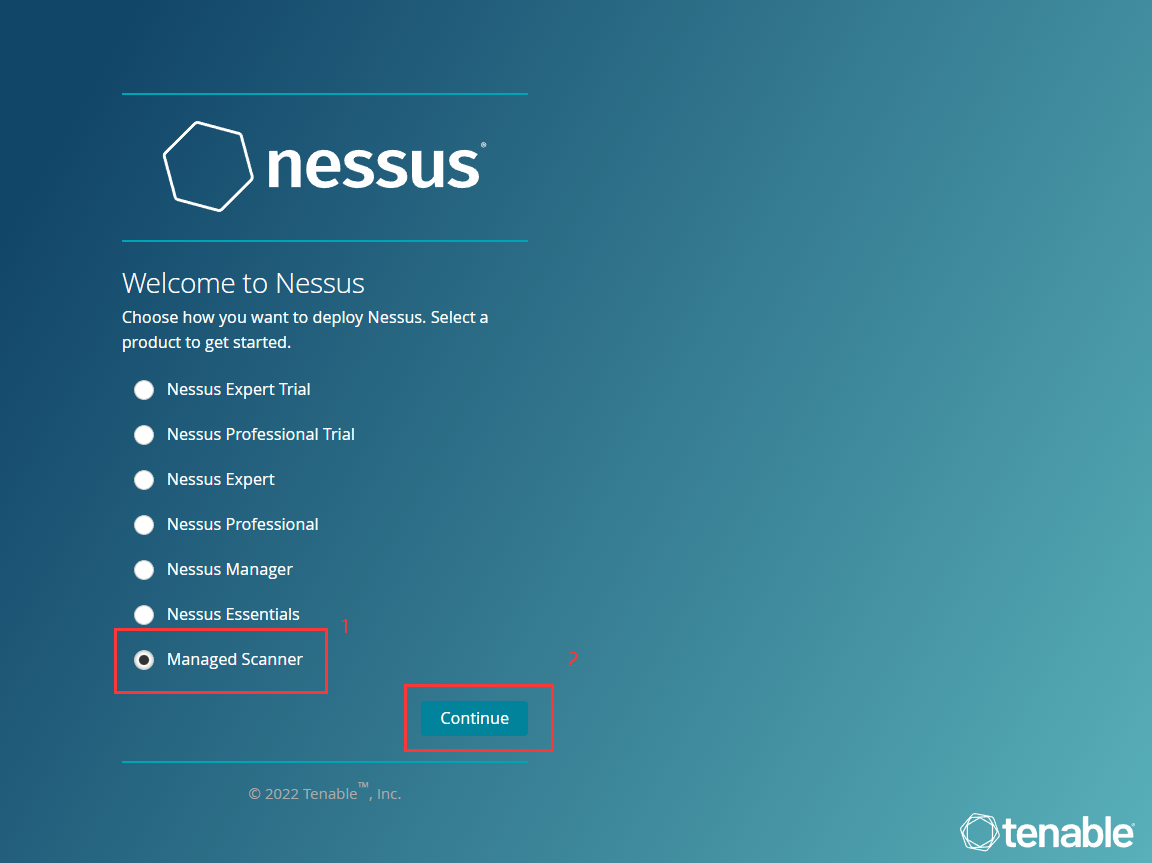 nessus®
Welcome to Nessus
Choose how you want to deploy Nessus. Select a
product to get started.
Nessus Expert Trial
Nessus Professional Trial
Nessus Expert
Nessus Professional
Nessus Manager
Nessus Essentials
1
Managed Scanner
2
Continue
© 2022 Tenable™, Inc.
tenable®